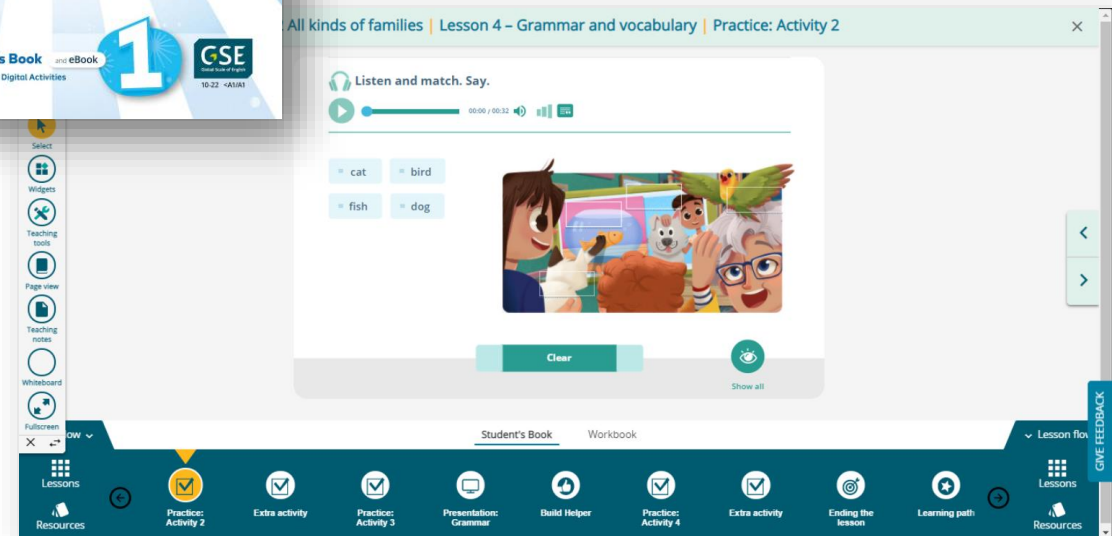 s Book and eBook
Digital Activities
1
GSE
Global Scale of English
10-22 <A1/A1
All kinds of families | Lesson 4 – Grammar and vocabulary | Practice: Activity 2
Listen and match. Say.
00:00 / 00:32
cat
bird
fish
dog
Clear
Show all
Select
Widgets
Teaching
tools
Page view
Teaching
notes
Whiteboard
Fullscreen
GIVE FEEDBACK
ow
Student's Book
Workbook
Lesson flow
Lessons
Resources
Practice:
Activity 2
Extra activity
Practice:
Activity 3
Presentation:
Grammar
Build Helper
Practice:
Activity 4
Extra activity
Ending the
lesson
Learning path
Lessons
Resources